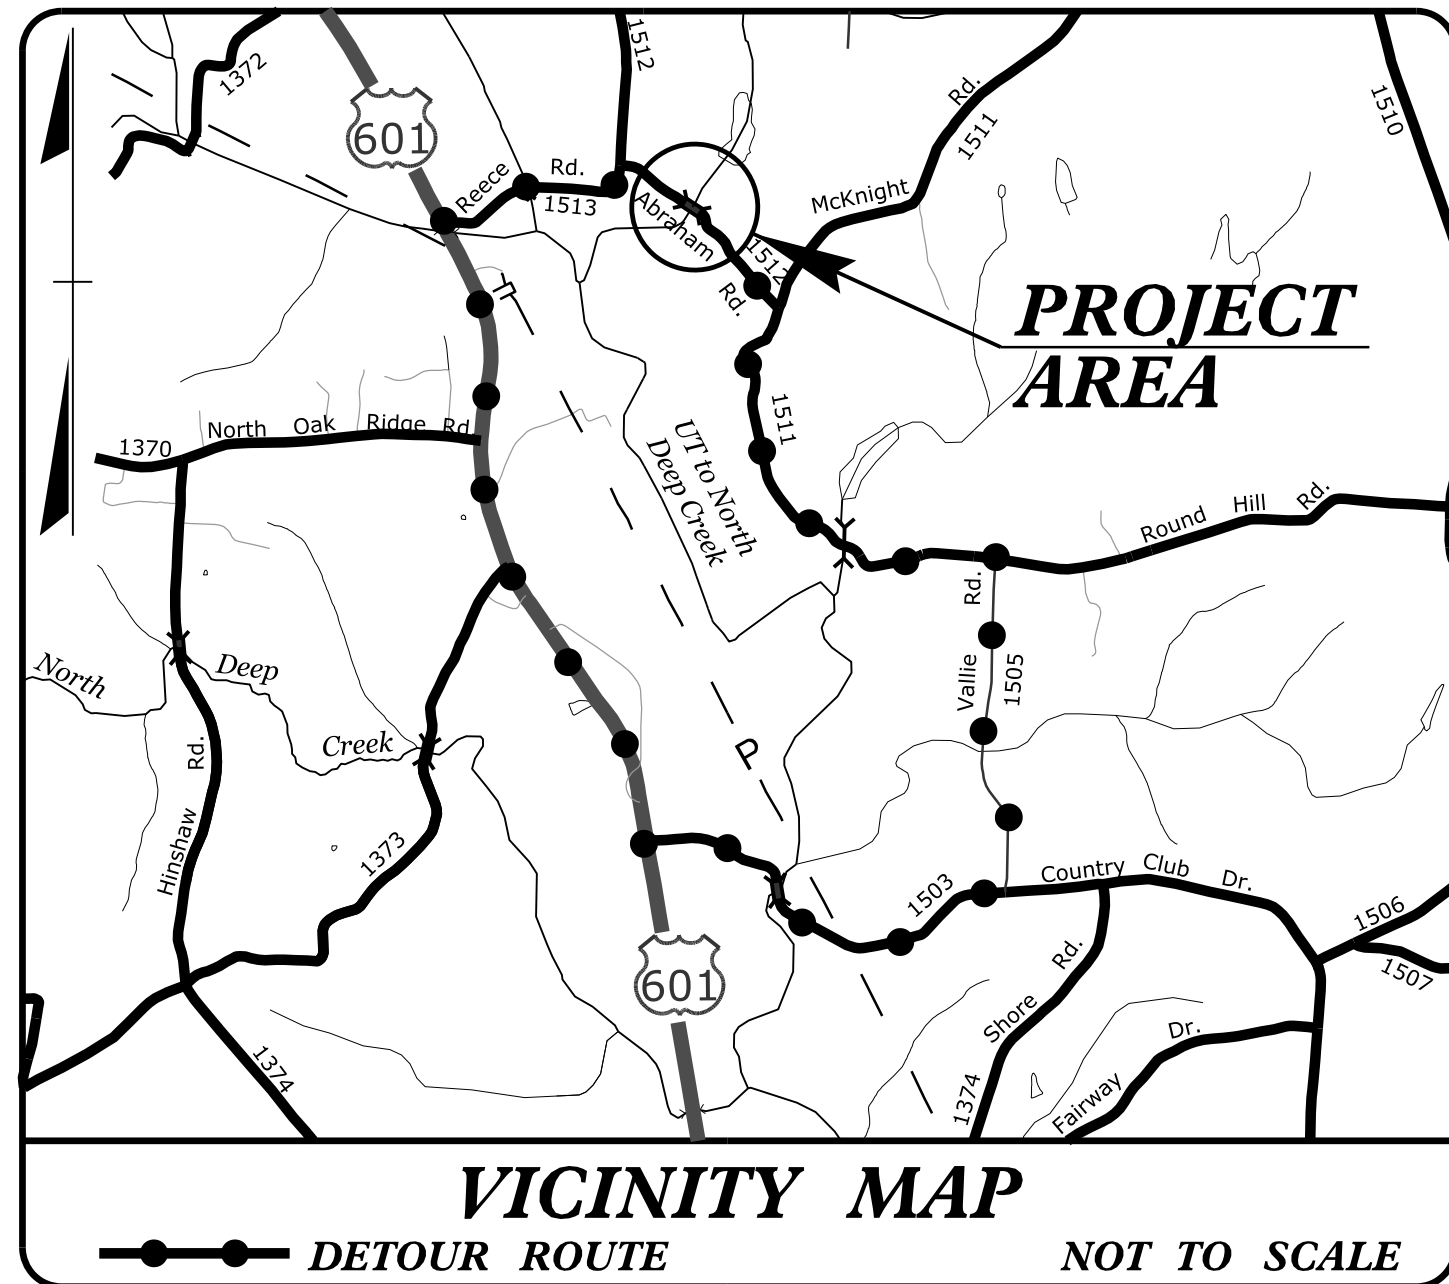 1372
601
1512
Rd.
1511
1510
Reece
Rd.
1513
Abraham
1512
Rd.
McKnight
PROJECT
AREA
1370
North Oak Ridge Rd
1511
UT to North
Deep Creek
Round Hill Rd.
Rd.
Vallie
1505
North
Deep
Creek
Rd.
Hinshaw
P
1373
1503
Country Club Dr.
1506
1507
601
Rd.
Shore
1374
Dr.
Fairway
1374
VICINITY MAP
DETOUR ROUTE
NOT TO SCALE